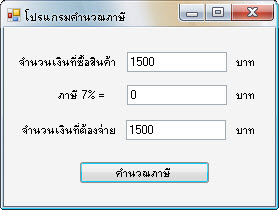 โปรแกรมคำนวณภาษี
จำนวนเงินที่ซื้อสินค้า 1500 บาท
ภาษี 7% = 0 บาท
จำนวนเงินที่ต้องจ่าย 1500 บาท
คำนวณภาษี